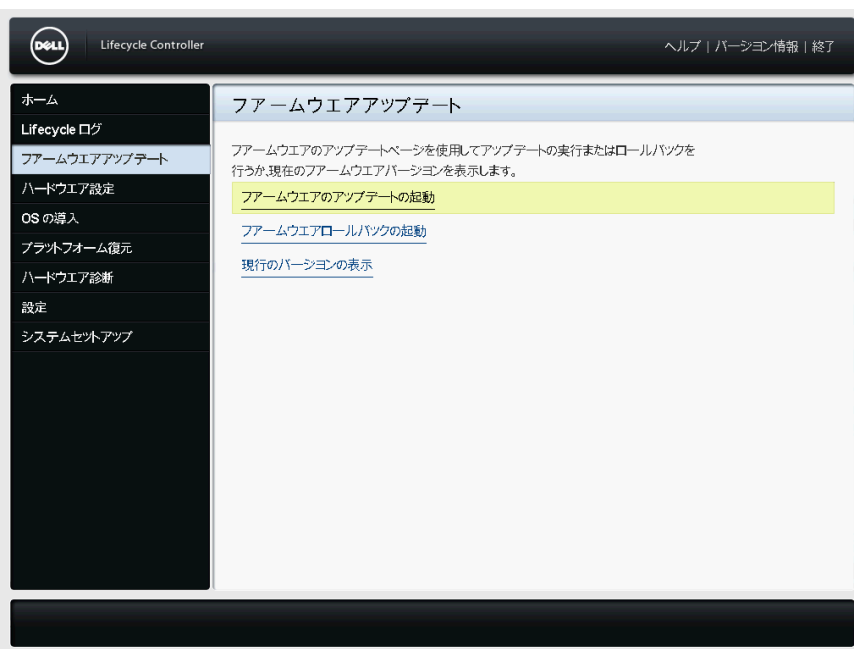 DELL
Lifecycle Controller
ヘルプ | バージョン情報 | 終了
ホーム
Lifecycle ログ
ファームウエアアップデート
ハードウエア設定
OS の導入
プラットフォーム復元
ハードウエア診断
設定
システムセットアップ
ファームウエアアップデート
ファームウエアのアップデートページを使用してアップデートの実行またはロールバックを
行うか、現在のファームウエアバージョンを表示します。
ファームウエアのアップデートの起動
ファームウエアロールバックの起動
現行のバージョンの表示